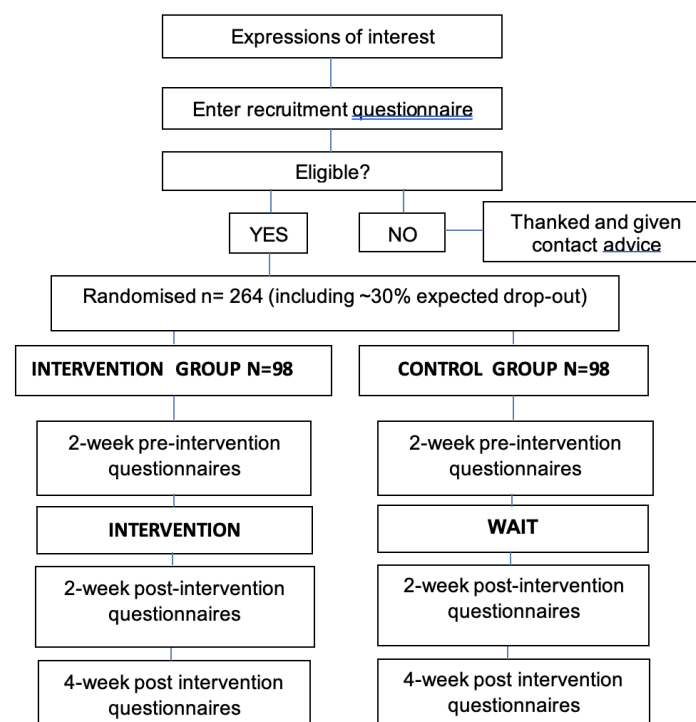 Expressions of interest
Enter recruitment questionnaire
Eligible?
YES
NO
Thanked and given
contact advice
Randomised n= 264 (including ~30% expected drop-out)
INTERVENTION GROUP N=98
CONTROL GROUP N=98
2-week pre-intervention
questionnaires
2-week pre-intervention
questionnaires
INTERVENTION
WAIT
2-week post-intervention
questionnaires
2-week post-intervention
questionnaires
4-week post intervention
questionnaires
4-week post intervention
questionnaires